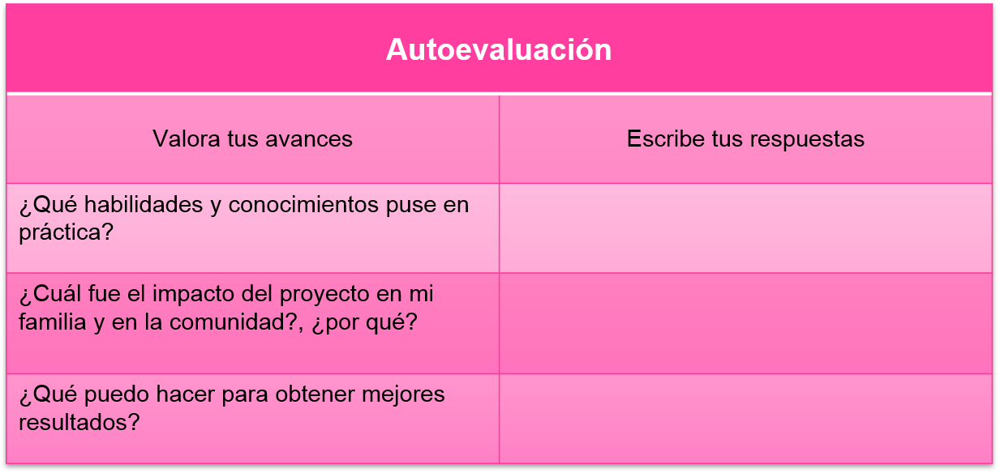 Autoevaluación
Valora tus avances
Escribe tus respuestas
¿Qué habilidades y conocimientos puse en
práctica?
¿Cuál fue el impacto del proyecto en mi
familia y en la comunidad?, ¿por qué?
¿Qué puedo hacer para obtener mejores
resultados?